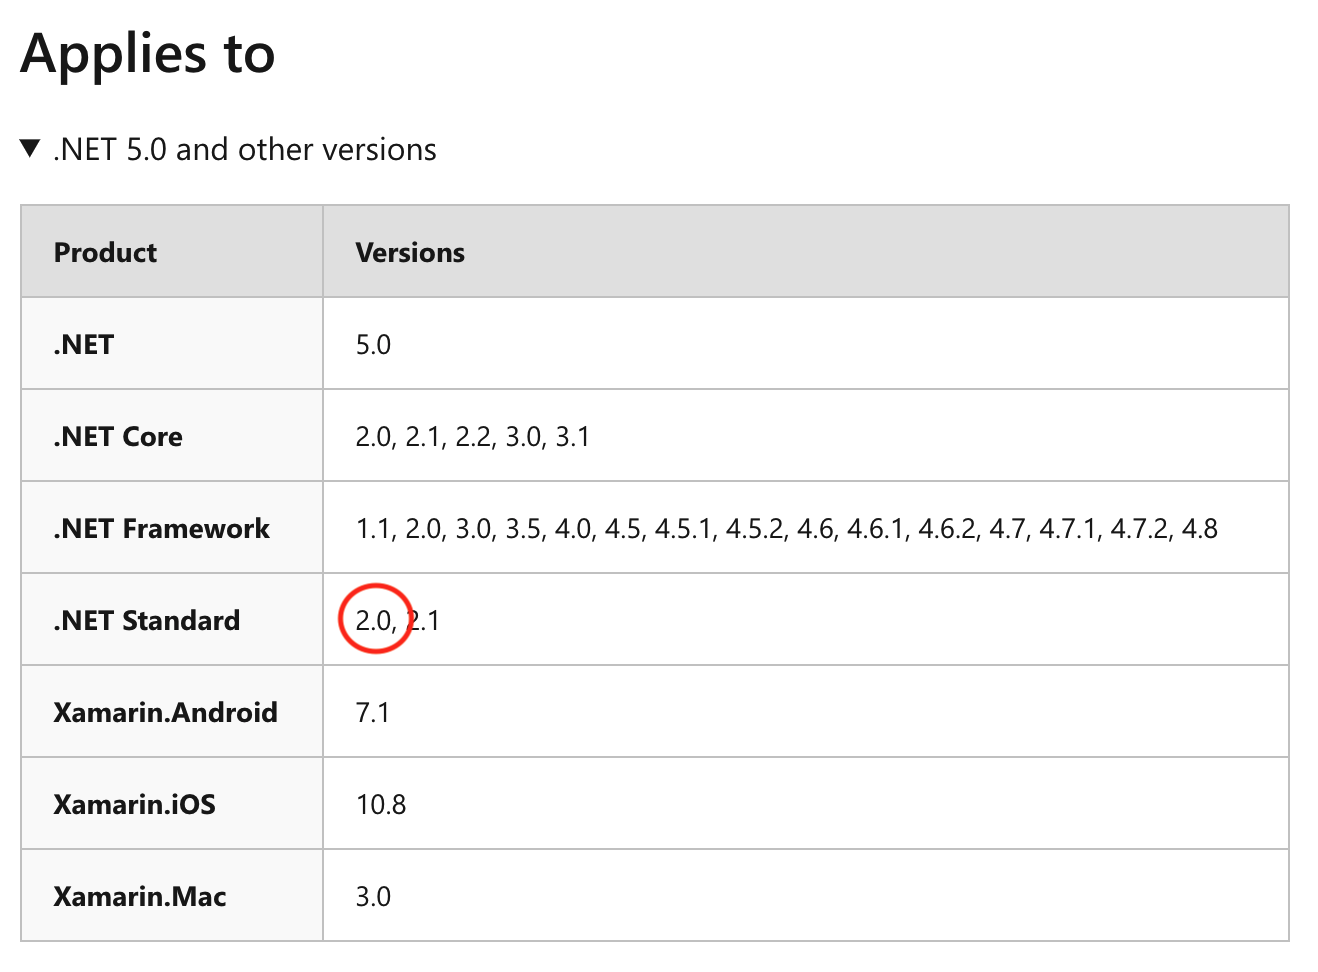 Applies to
▼ .NET 5.0 and other versions
Product Versions
.NET 5.0
.NET Core 2.0, 2.1, 2.2, 3.0, 3.1
.NET Framework 1.1, 2.0, 3.0, 3.5, 4.0, 4.5, 4.5.1, 4.5.2, 4.6, 4.6.1, 4.6.2, 4.7, 4.7.1, 4.7.2, 4.8
.NET Standard 2.0, 2.1
Xamarin.Android 7.1
Xamarin.iOS 10.8
Xamarin.Mac 3.0